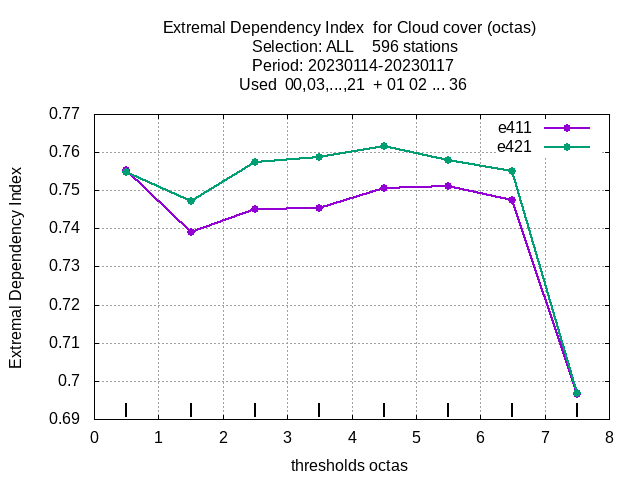 Extremal Dependency Index  for Cloud cover (octas)
Selection: ALL    596 stations
Period: 20230114-20230117
Used  00,03,...,21  + 01 02 ... 36
0.77
0.76
0.75
0.74
0.73
0.72
0.71
0.7
0.69
Extremal Dependency Index
e411
e421
0 1 2 3 4 5 6 7 8
thresholds octas